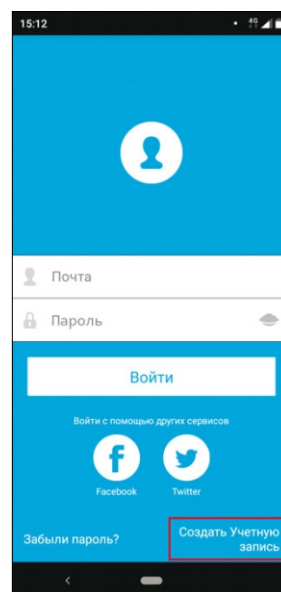 15:12
4G
Почта
Пароль
Войти
Войти с помощью других сервисов
Facebook Twitter
Забыли пароль? Создать Учетную
запись